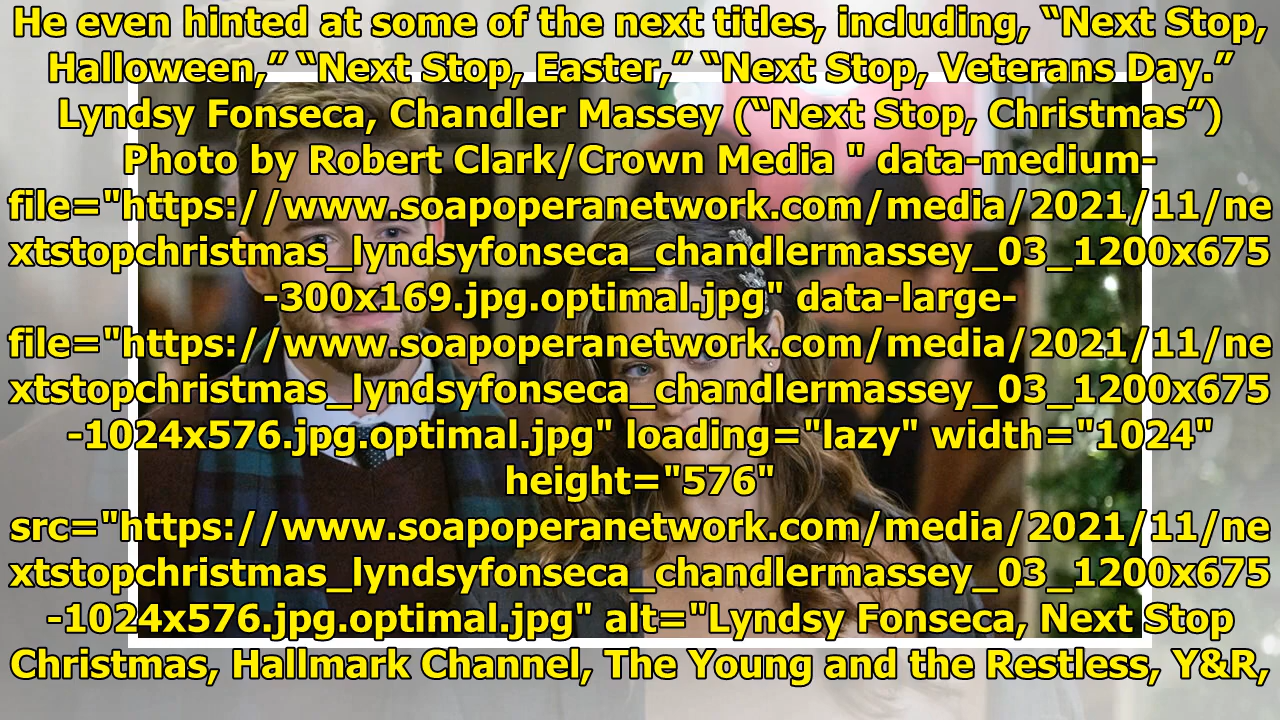 He even hinted at some of the next titles, including, “Next Stop,
Halloween,” “Next Stop, Easter,” “Next Stop, Veterans Day.”
Lyndsy Fonseca, Chandler Massey (“Next Stop, Christmas”)
Photo by Robert Clark/Crown Media " data-medium-
file="https://www.soapoperanetwork.com/media/2021/11/ne
xtstopchristmas_lyndsyfonseca_chandlermassey_03_1200x675
-300x169.jpg.optimal.jpg" data-large-
file="https://www.soapoperanetwork.com/media/2021/11/ne
xtstopchristmas_lyndsyfonseca_chandlermassey_03_1200x675
-1024x576.jpg.optimal.jpg" loading="lazy" width="1024"
height="576"
src="https://www.soapoperanetwork.com/media/2021/11/ne
xtstopchristmas_lyndsyfonseca_chandlermassey_03_1200x675
-1024x576.jpg.optimal.jpg" alt="Lyndsy Fonseca, Next Stop
Christmas, Hallmark Channel, The Young and the Restless, Y&R,